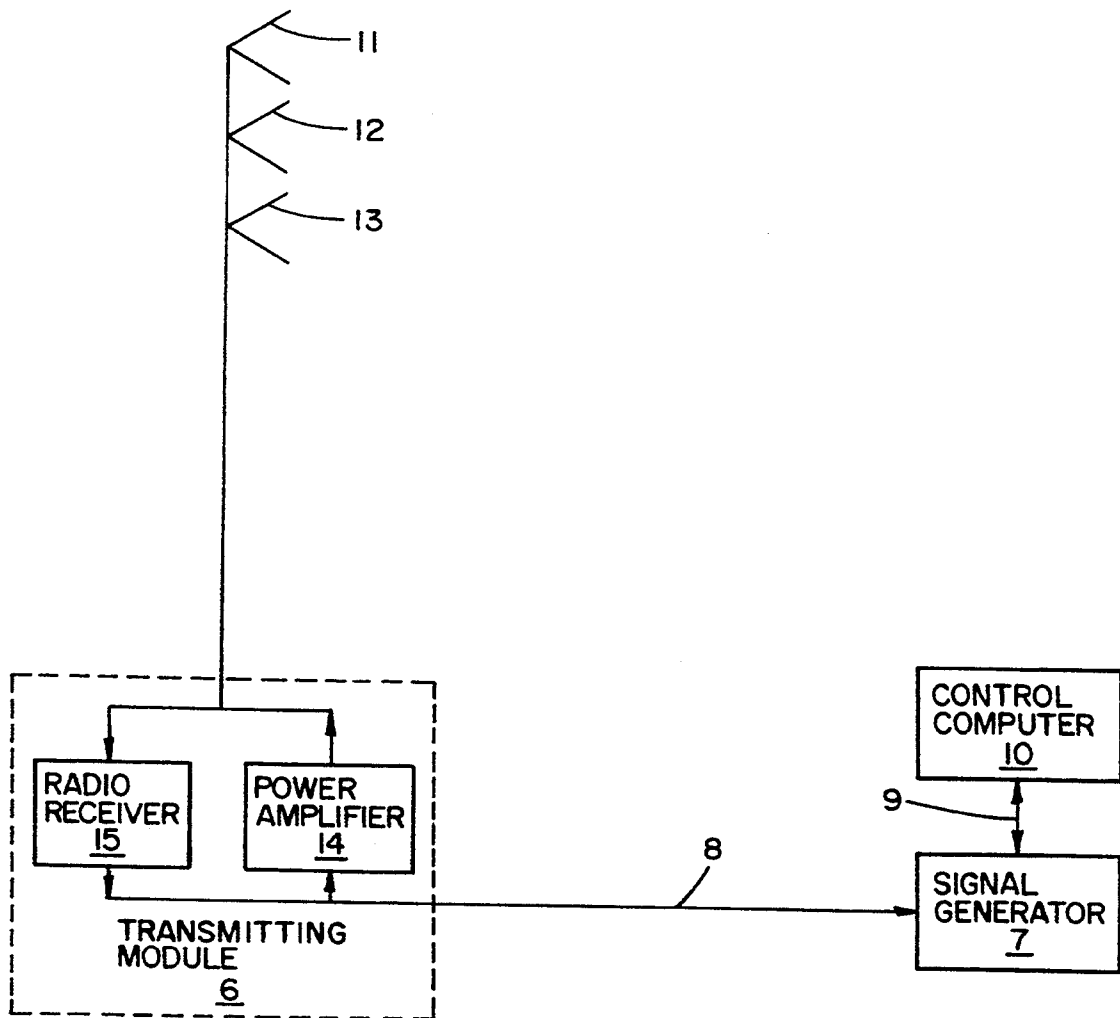 11
12
13
CONTROL
COMPUTER
10
RADIO
RECEIVER
15
POWER
AMPLIFIER
14
9
8
SIGNAL
GENERATOR
7
TRANSMITTING
MODULE
6